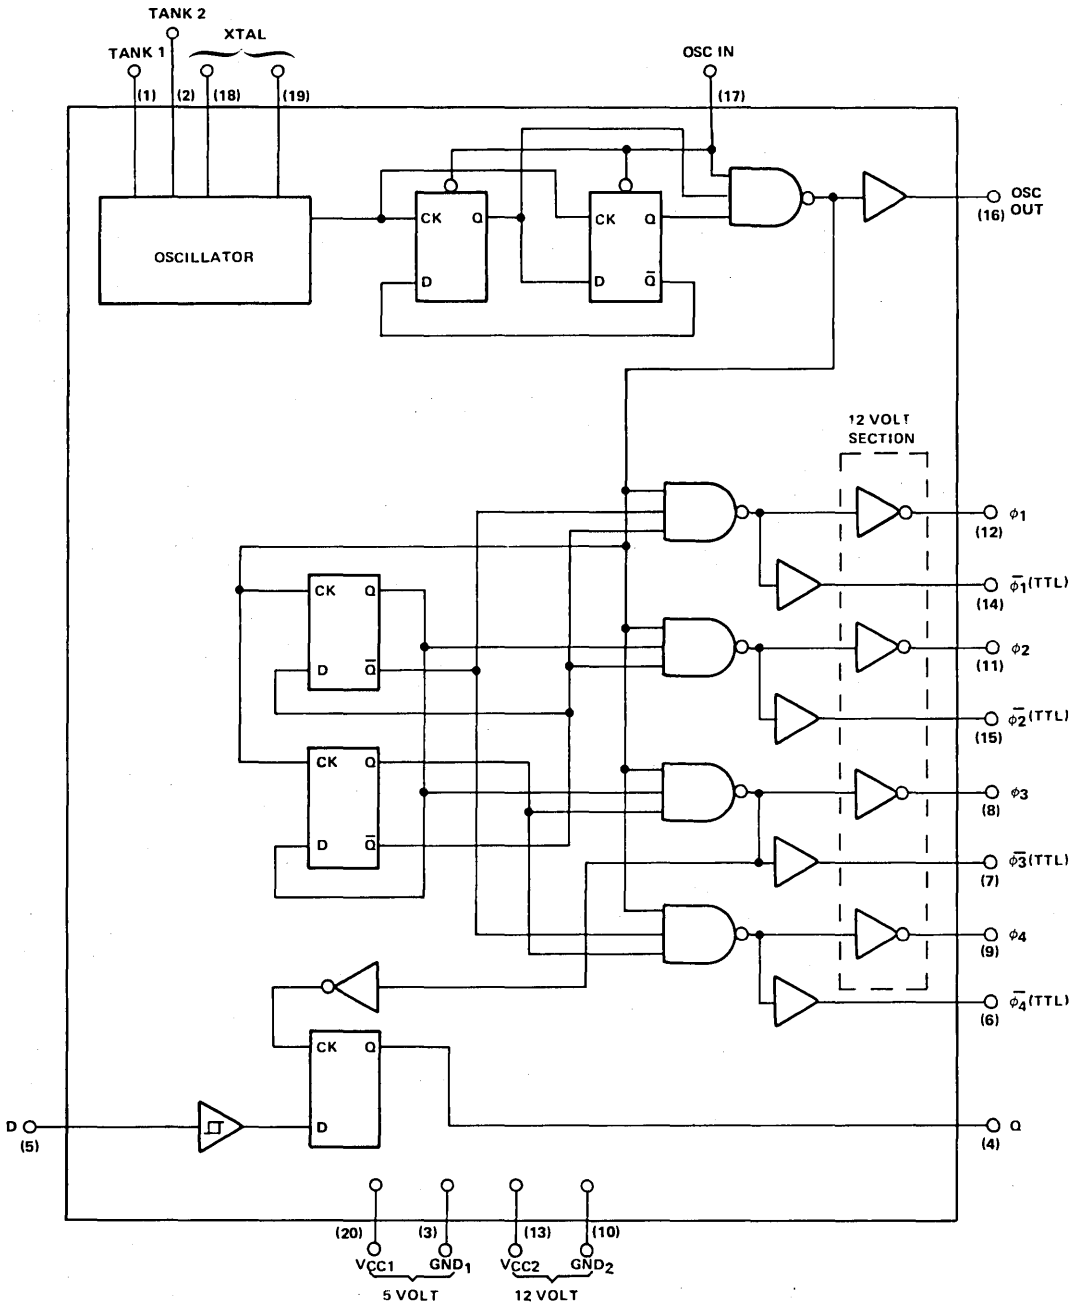 TANK 2
TANK 1
XTAL
OSC IN
(1)
(2)
(18)
(19)
(17)
CK
Q
D
CK
Q
D
Q̅
OSC OUT
(16)
OSCILLATOR
12 VOLT
SECTION
ϕ1
(12)
ϕ̅1(TTL)
(14)
CK
Q
D
Q̅
ϕ2
(11)
ϕ̅2(TTL)
(15)
CK
Q
D
Q̅
ϕ3
(8)
ϕ̅3(TTL)
(7)
ϕ4
(9)
ϕ̅4(TTL)
(6)
CK
Q
D
D
(5)
Q
(4)
(20)
(3)
(13)
(10)
VCC1
GND1
VCC2
GND2
5 VOLT
12 VOLT